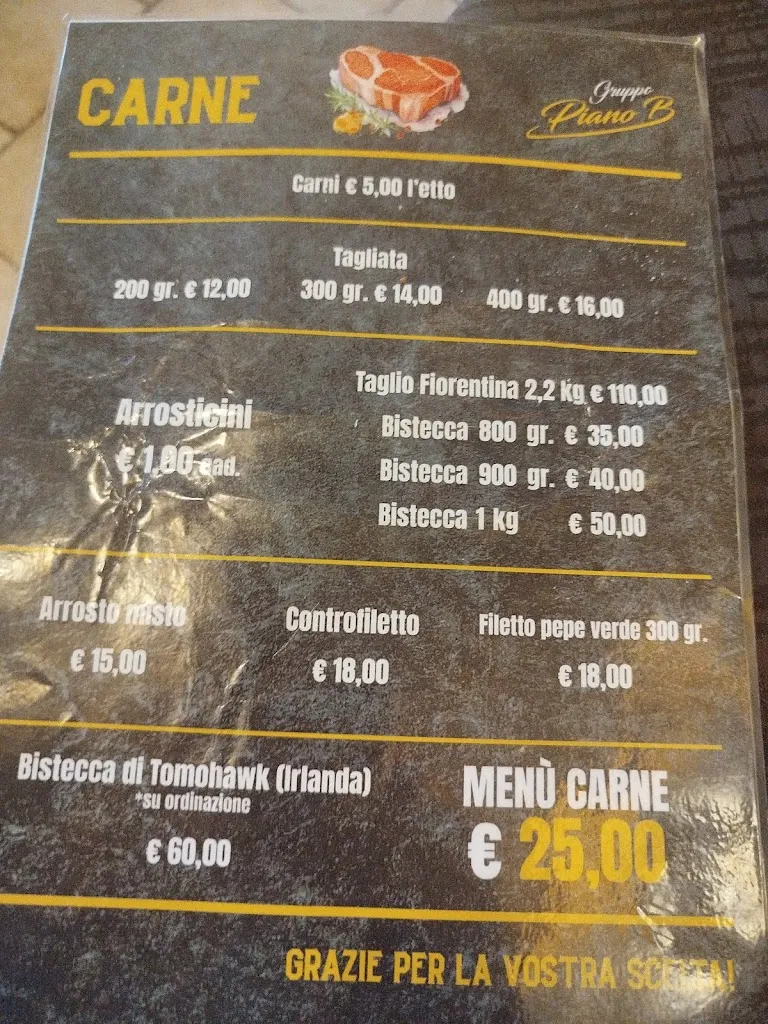 CARNE
Gruppo
Piano B
Carni € 5,00 l'etto
Tagliata
200 gr. € 12,00 300 gr. € 14,00 400 gr. € 16,00
Arrosticini
€ 1,00 cad.
Taglio Fiorentina 2,2 kg € 110,00
Bistecca 800 gr. € 35,00
Bistecca 900 gr. € 40,00
Bistecca 1 kg € 50,00
Arrosto misto
€ 15,00
Controfiletto
€ 18,00
Filetto pepe verde 300 gr.
€ 18,00
Bistecca di Tomohawk (Irlanda)
*su ordinazione
€ 60,00
MENÙ CARNE
€ 25,00
GRAZIE PER LA VOSTRA SCELTA!